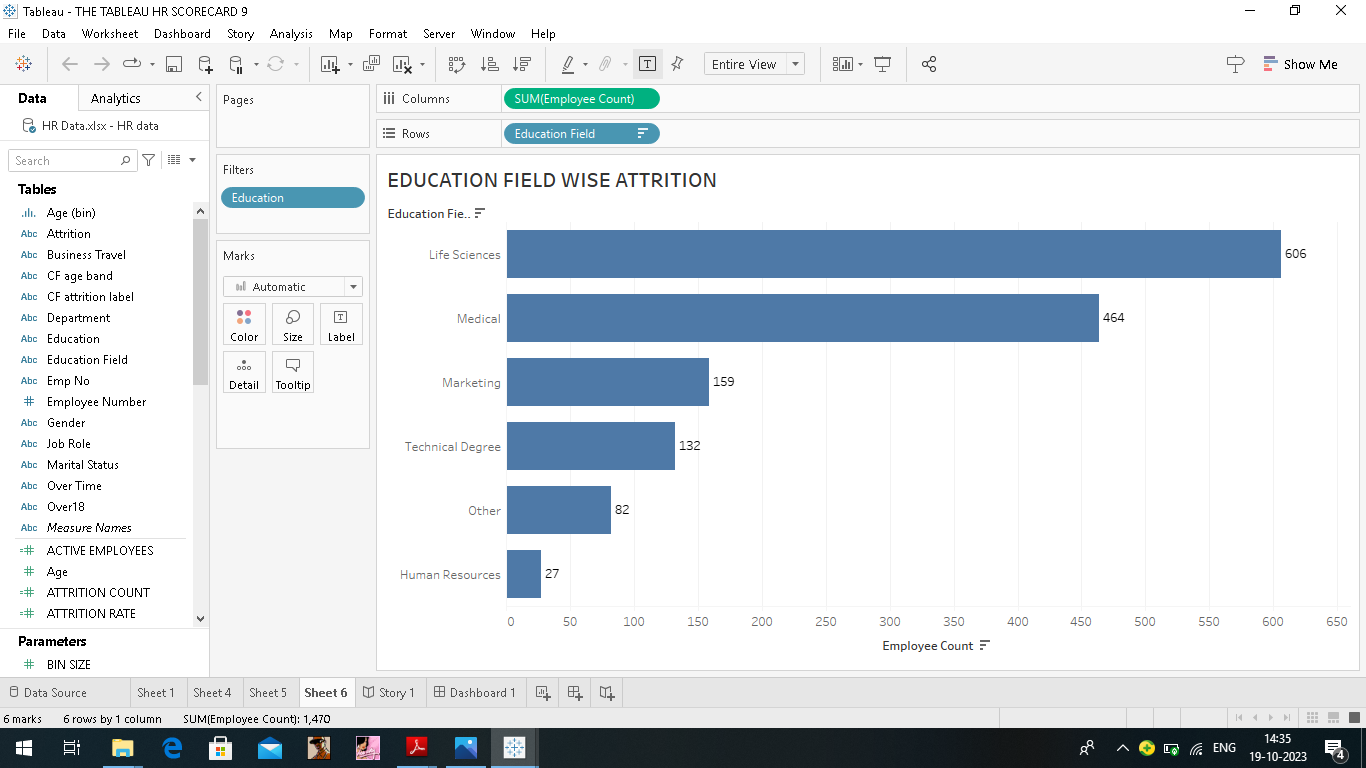 Tableau - THE TABLEAU HR SCORECARD 9
File Data Worksheet Dashboard Story Analysis Map Format Server Window Help
Entire View
Show Me
Data Analytics
HR Data.xlsx - HR data
Search
Tables
Age (bin)
Abc Attrition
Abc Business Travel
Abc CF age band
Abc CF attrition label
Abc Department
Abc Education
Abc Education Field
Abc Emp No
# Employee Number
Abc Gender
Abc Job Role
Abc Marital Status
Abc Over Time
Abc Over18
Abc Measure Names
=# ACTIVE EMPLOYEES
# Age
=# ATTRITION COUNT
=# ATTRITION RATE
Parameters
# BIN SIZE
Pages
Filters
Education
Marks
Automatic
Color Size Label
Detail Tooltip
Columns SUM(Employee Count)
Rows Education Field
EDUCATION FIELD WISE ATTRITION
Education Fie..
Life Sciences 606
Medical 464
Marketing 159
Technical Degree 132
Other 82
Human Resources 27
0 50 100 150 200 250 300 350 400 450 500 550 600 650
Employee Count
Data Source Sheet 1 Sheet 4 Sheet 5 Sheet 6 Story 1 Dashboard 1
6 marks 6 rows by 1 column SUM(Employee Count): 1,470
ENG
14:35
19-10-2023
4